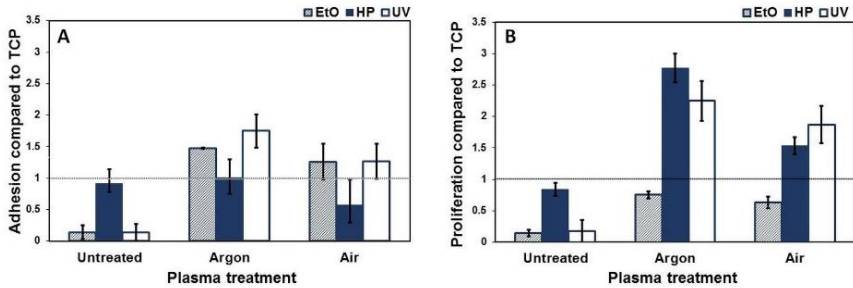 EtO HP UV
A
Adhesion compared to TCP
3.5
3
2.5
2
1.5
1
0.5
0
Untreated Argon Air
Plasma treatment
EtO HP UV
B
Proliferation compared to TCP
3.5
3
2.5
2
1.5
1
0.5
0
Untreated Argon Air
Plasma treatment